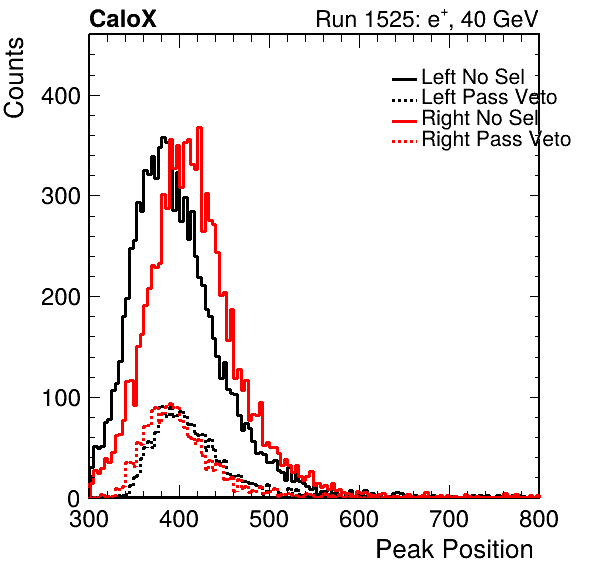 CaloX Run 1525: e+, 40 GeV
Counts
Left No Sel
Left Pass Veto
Right No Sel
Right Pass Veto
400
300
200
100
0
300 400 500 600 700 800
Peak Position